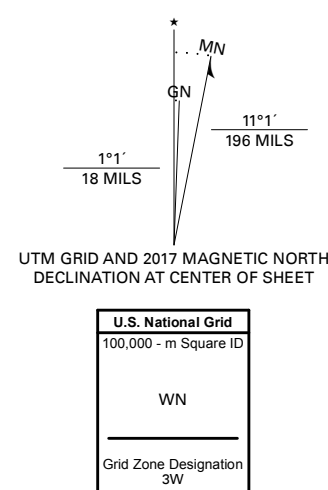 ★
MN
GN
11°1´
196 MILS
1°1´
18 MILS
UTM GRID AND 2017 MAGNETIC NORTH
DECLINATION AT CENTER OF SHEET
U.S. National Grid
100,000 - m Square ID
WN
Grid Zone Designation
3W